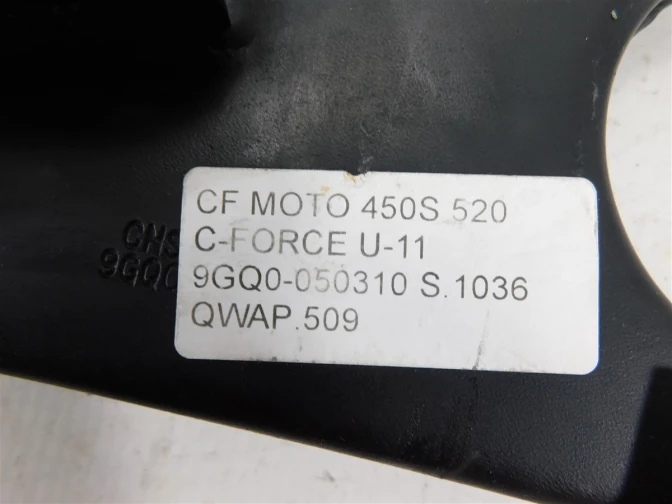 CF MOTO 450S 520
C-FORCE U-11
9GQ0-050310 S.1036
QWAP.509